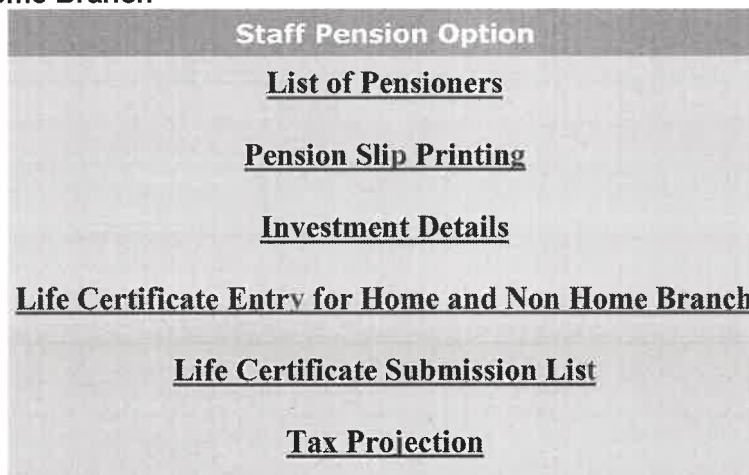 Branch
Staff Pension Option
List of Pensioners
Pension Slip Printing
Investment Details
Life Certificate Entry for Home and Non Home Branch
Life Certificate Submission List
Tax Projection